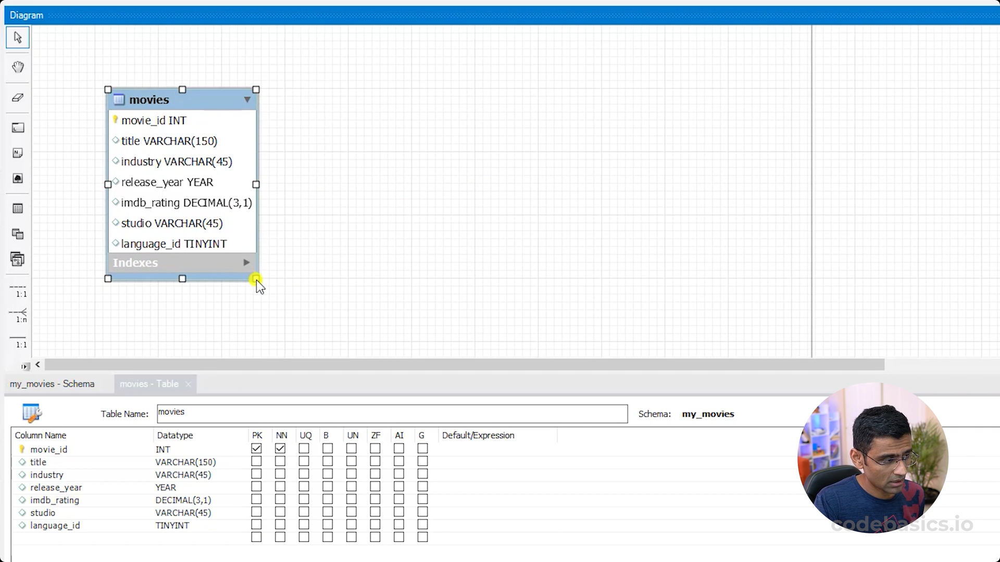 Diagram
movies
movie_id INT
title VARCHAR(150)
industry VARCHAR(45)
release_year YEAR
imdb_rating DECIMAL(3,1)
studio VARCHAR(45)
language_id TINYINT
Indexes
1:1
1:n
1:1
my_movies - Schema movies - Table
Table Name: movies Schema: my_movies
Column Name Datatype PK NN UQ B UN ZF AI G Default/Expression
movie_id INT
title VARCHAR(150)
industry VARCHAR(45)
release_year YEAR
imdb_rating DECIMAL(3,1)
studio VARCHAR(45)
language_id TINYINT
codebasics.io